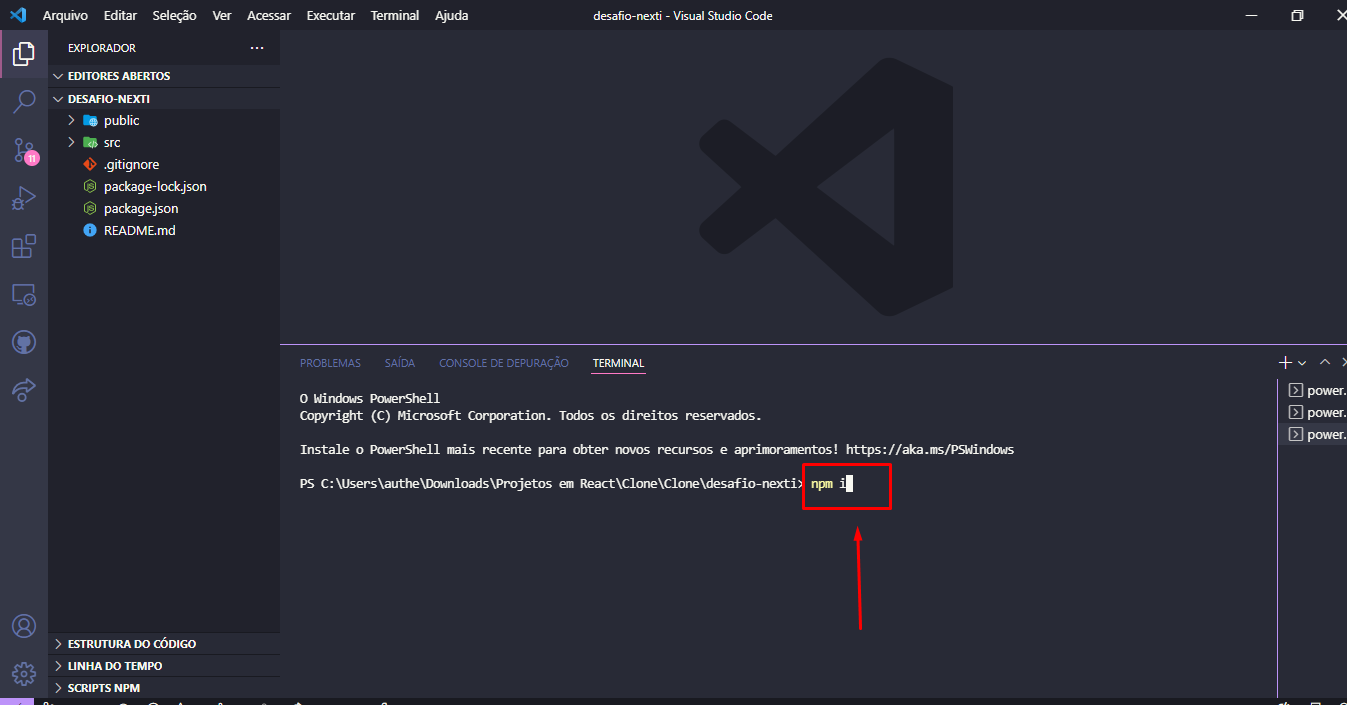 Arquivo Editar Seleção Ver Acessar Executar Terminal Ajuda
desafio-nexti - Visual Studio Code
EXPLORADOR
EDITORES ABERTOS
DESAFIO-NEXTI
public
src
.gitignore
package-lock.json
package.json
README.md
11
ESTRUTURA DO CÓDIGO
LINHA DO TEMPO
SCRIPTS NPM
PROBLEMAS SAÍDA CONSOLE DE DEPURAÇÃO TERMINAL
O Windows PowerShell
Copyright (C) Microsoft Corporation. Todos os direitos reservados.
Instale o PowerShell mais recente para obter novos recursos e aprimoramentos! https://aka.ms/PSWindows
PS C:\Users\authe\Downloads\Projetos em React\Clone\Clone\desafio-nexti> npm i
power.
power.
power.